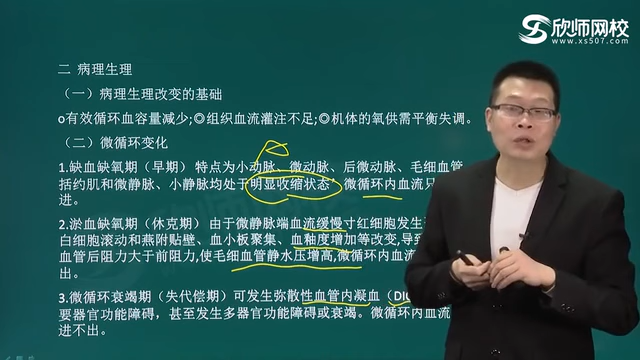 欣师网校
www.xs507.com
二 病理生理
（一）病理生理改变的基础
o有效循环血容量减少;◎组织血流灌注不足;◎机体的氧供需平衡失调。
（二）微循环变化
1.缺血缺氧期（早期） 特点为小动脉、微动脉、后微动脉、毛细血管
括约肌和微静脉、小静脉均处于明显收缩状态 微循环内血流只
进。
2.淤血缺氧期（休克期） 由于微静脉端血流缓慢寸红细胞发生
白细胞滚动和燕附贴壁、血小板聚集、血釉度增加等改变,导致
血管后阻力大于前阻力,使毛细血管静水压增高,微循环内血流
出。
3.微循环衰竭期（失代偿期）可发生弥散性血管内凝血（DI
要器官功能障碍，甚至发生多器官功能障碍或衰竭。微循环内血流
进不出。